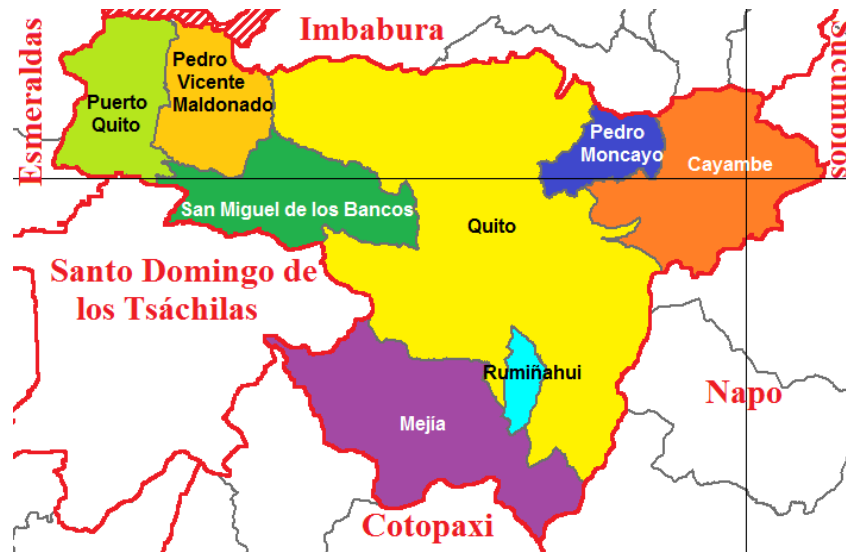 Imbabura
Sucumbíos
Esmeraldas
Pedro
Vicente
Maldonado
Puerto
Quito
Pedro
Moncayo
Cayambe
San Miguel de los Bancos
Quito
Santo Domingo de
los Tsáchilas
Rumiñahui
Napo
Mejía
Cotopaxi